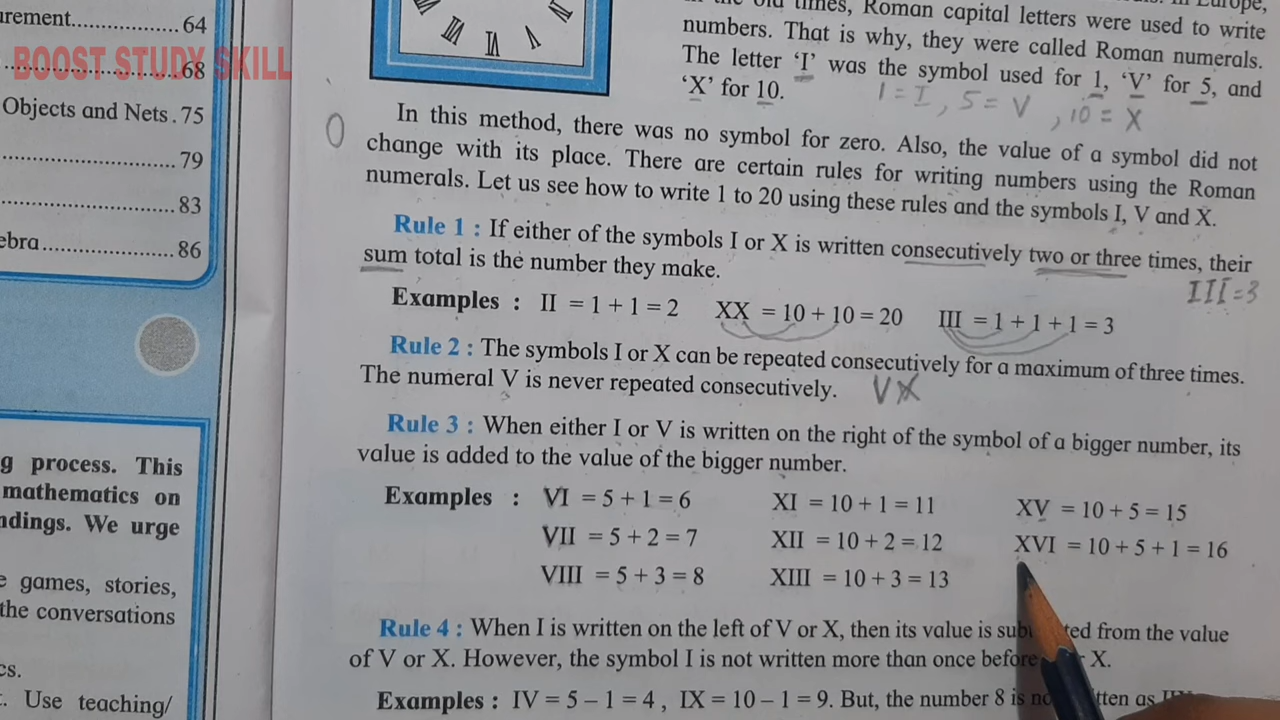 urement............... 64
BOOST STUDY SKILL
68
Objects and Nets . 75
79
83
ebra.................... 86
g process. This
mathematics on
ndings. We urge
e games, stories,
the conversations
cs.
t. Use teaching/
In Europe,
old times, Roman capital letters were used to write
numbers. That is why, they were called Roman numerals.
The letter ‘I’ was the symbol used for 1, ‘V’ for 5, and
‘X’ for 10.
1 = I, 5 = V , 10 = X
In this method, there was no symbol for zero. Also, the value of a symbol did not
0
change with its place. There are certain rules for writing numbers using the Roman
numerals. Let us see how to write 1 to 20 using these rules and the symbols I, V and X.
Rule 1 : If either of the symbols I or X is written consecutively two or three times, their
sum total is the number they make.
III=3
Examples : II = 1 + 1 = 2 XX = 10 + 10 = 20 III = 1 + 1 + 1 = 3
Rule 2 : The symbols I or X can be repeated consecutively for a maximum of three times.
The numeral V is never repeated consecutively.
Rule 3 : When either I or V is written on the right of the symbol of a bigger number, its
value is added to the value of the bigger number.
Examples : VI = 5 + 1 = 6 XI = 10 + 1 = 11 XV = 10 + 5 = 15
VII = 5 + 2 = 7 XII = 10 + 2 = 12 XVI = 10 + 5 + 1 = 16
VIII = 5 + 3 = 8 XIII = 10 + 3 = 13
Rule 4 : When I is written on the left of V or X, then its value is from the value
of V or X. However, the symbol I is not written more than once before X.
Examples : IV = 5 – 1 = 4 , IX = 10 – 1 = 9. But, the number 8 is as